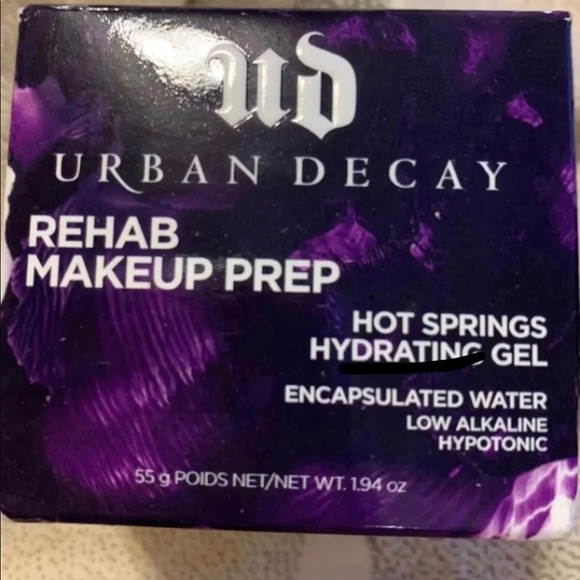 ud
URBAN DECAY
REHAB
MAKEUP PREP
HOT SPRINGS
HYDRATING GEL
ENCAPSULATED WATER
LOW ALKALINE
HYPOTONIC
55 g POIDS NET/NET WT. 1.94 oz